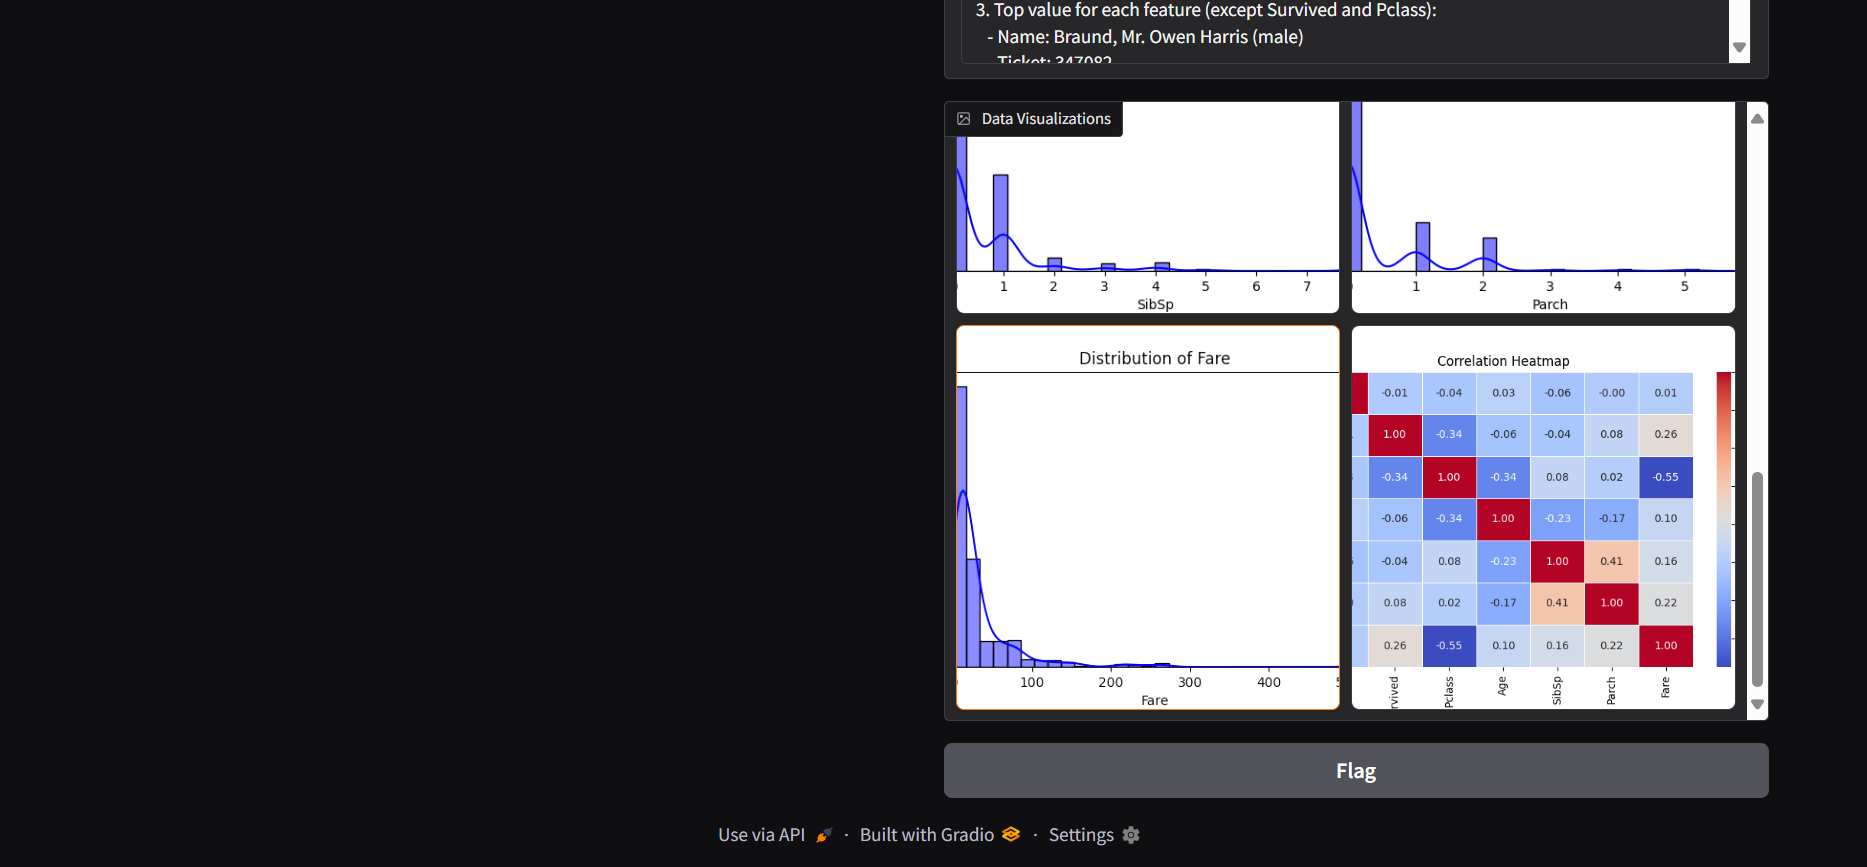 3. Top value for each feature (except Survived and Pclass):
- Name: Braund, Mr. Owen Harris (male)
Ticket: 347082
Data Visualizations
1 2 3 4 5 6 7
SibSp
1 2 3 4 5
Parch
Distribution of Fare
100 200 300 400
Fare
Correlation Heatmap
-0.01 -0.04 0.03 -0.06 -0.00 0.01
1.00 -0.34 -0.06 -0.04 0.08 0.26
-0.34 1.00 -0.34 0.08 0.02 -0.55
-0.06 -0.34 1.00 -0.23 -0.17 0.10
-0.04 0.08 -0.23 1.00 0.41 0.16
0.08 0.02 -0.17 0.41 1.00 0.22
0.26 -0.55 0.10 0.16 0.22 1.00
rvived Pclass Age SibSp Parch Fare
Flag
Use via API · Built with Gradio · Settings